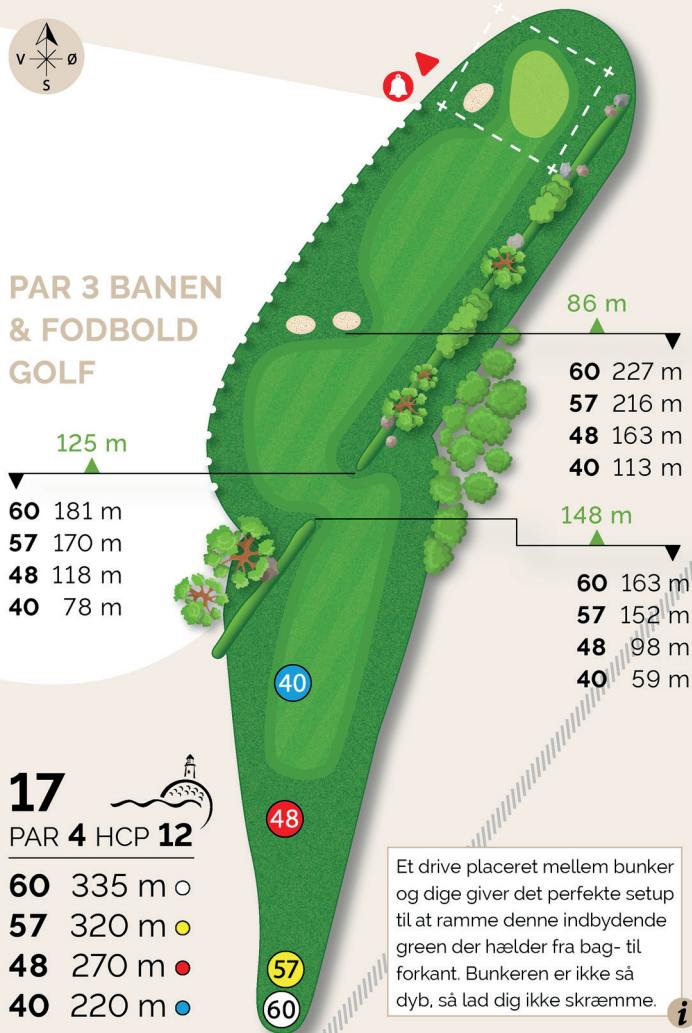 V Ø
S
PAR 3 BANEN
& FODBOLD
GOLF
86 m
60 227 m
57 216 m
48 163 m
40 113 m
125 m
60 181 m
57 170 m
48 118 m
40 78 m
148 m
60 163 m
57 152 m
48 98 m
40 59 m
40
48
57
60
17
PAR 4 HCP 12
60 335 m
57 320 m
48 270 m
40 220 m
Et drive placeret mellem bunker
og dige giver det perfekte setup
til at ramme denne indbydende
green der hælder fra bag- til
forkant. Bunkeren er ikke så
dyb, så lad dig ikke skræmme.
i